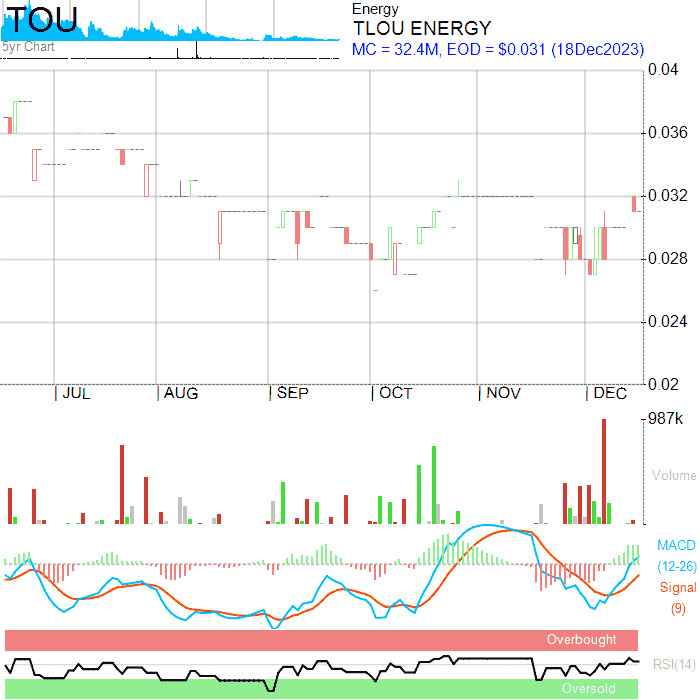 TOU
5yr Chart
Energy
TLOU ENERGY
MC = 32.4M, EOD = $0.031 (18Dec2023)
0.04
0.036
0.032
0.028
0.024
0.02
JUL AUG SEP OCT NOV DEC
987k
Volume
MACD
(12-26)
Signal
(9)
Overbought
RSI(14)
Oversold